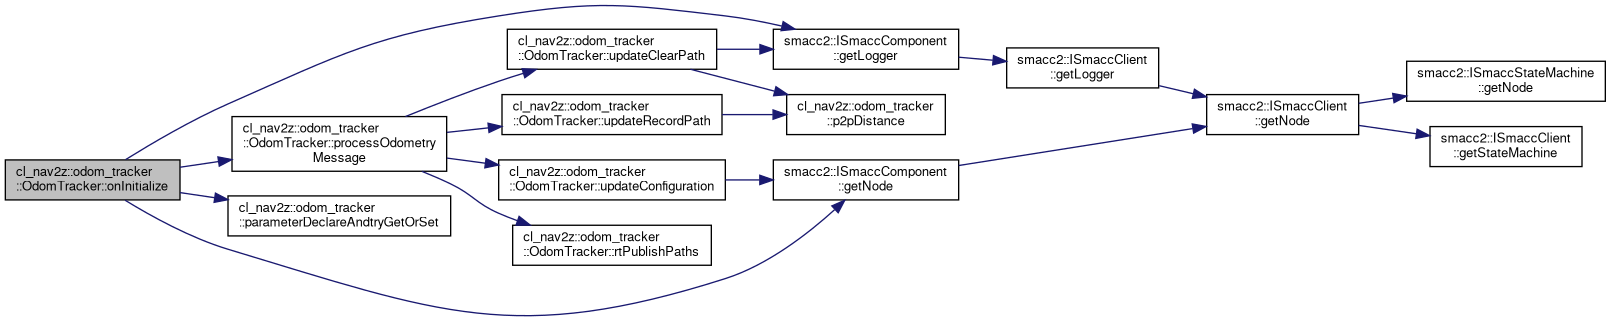 cl_nav2z::odom_tracker
::OdomTracker::onInitialize
cl_nav2z::odom_tracker
::OdomTracker::processOdometry
Message
cl_nav2z::odom_tracker
::parameterDeclareAndtryGetOrSet
cl_nav2z::odom_tracker
::OdomTracker::updateClearPath
cl_nav2z::odom_tracker
::OdomTracker::updateRecordPath
cl_nav2z::odom_tracker
::OdomTracker::updateConfiguration
cl_nav2z::odom_tracker
::OdomTracker::rtPublishPaths
smacc2::ISmaccComponent
::getLogger
cl_nav2z::odom_tracker
::p2pDistance
smacc2::ISmaccComponent
::getNode
smacc2::ISmaccClient
::getLogger
smacc2::ISmaccClient
::getNode
smacc2::ISmaccStateMachine
::getNode
smacc2::ISmaccClient
::getStateMachine